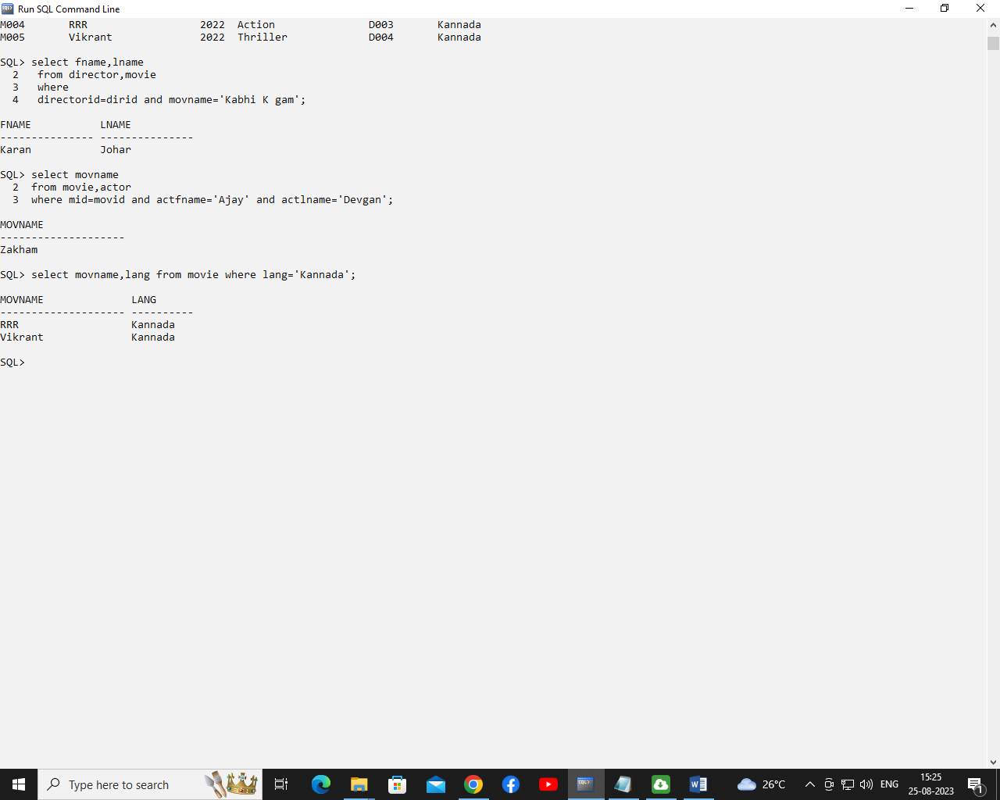 Run SQL Command Line
M004       RRR                  2022  Action               D003       Kannada
M005       Vikrant              2022  Thriller             D004       Kannada
SQL> select fname,lname
  2   from director,movie
  3   where
  4   directorid=dirid and movname='Kabhi K gam';
FNAME           LNAME
--------------- ---------------
Karan           Johar
SQL> select movname
  2  from movie,actor
  3  where mid=movid and actfname='Ajay' and actlname='Devgan';
MOVNAME
--------------------
Zakham
SQL> select movname,lang from movie where lang='Kannada';
MOVNAME              LANG
-------------------- ----------
RRR                  Kannada
Vikrant              Kannada
SQL>
Type here to search
26°C
ENG
15:25
25-08-2023
1